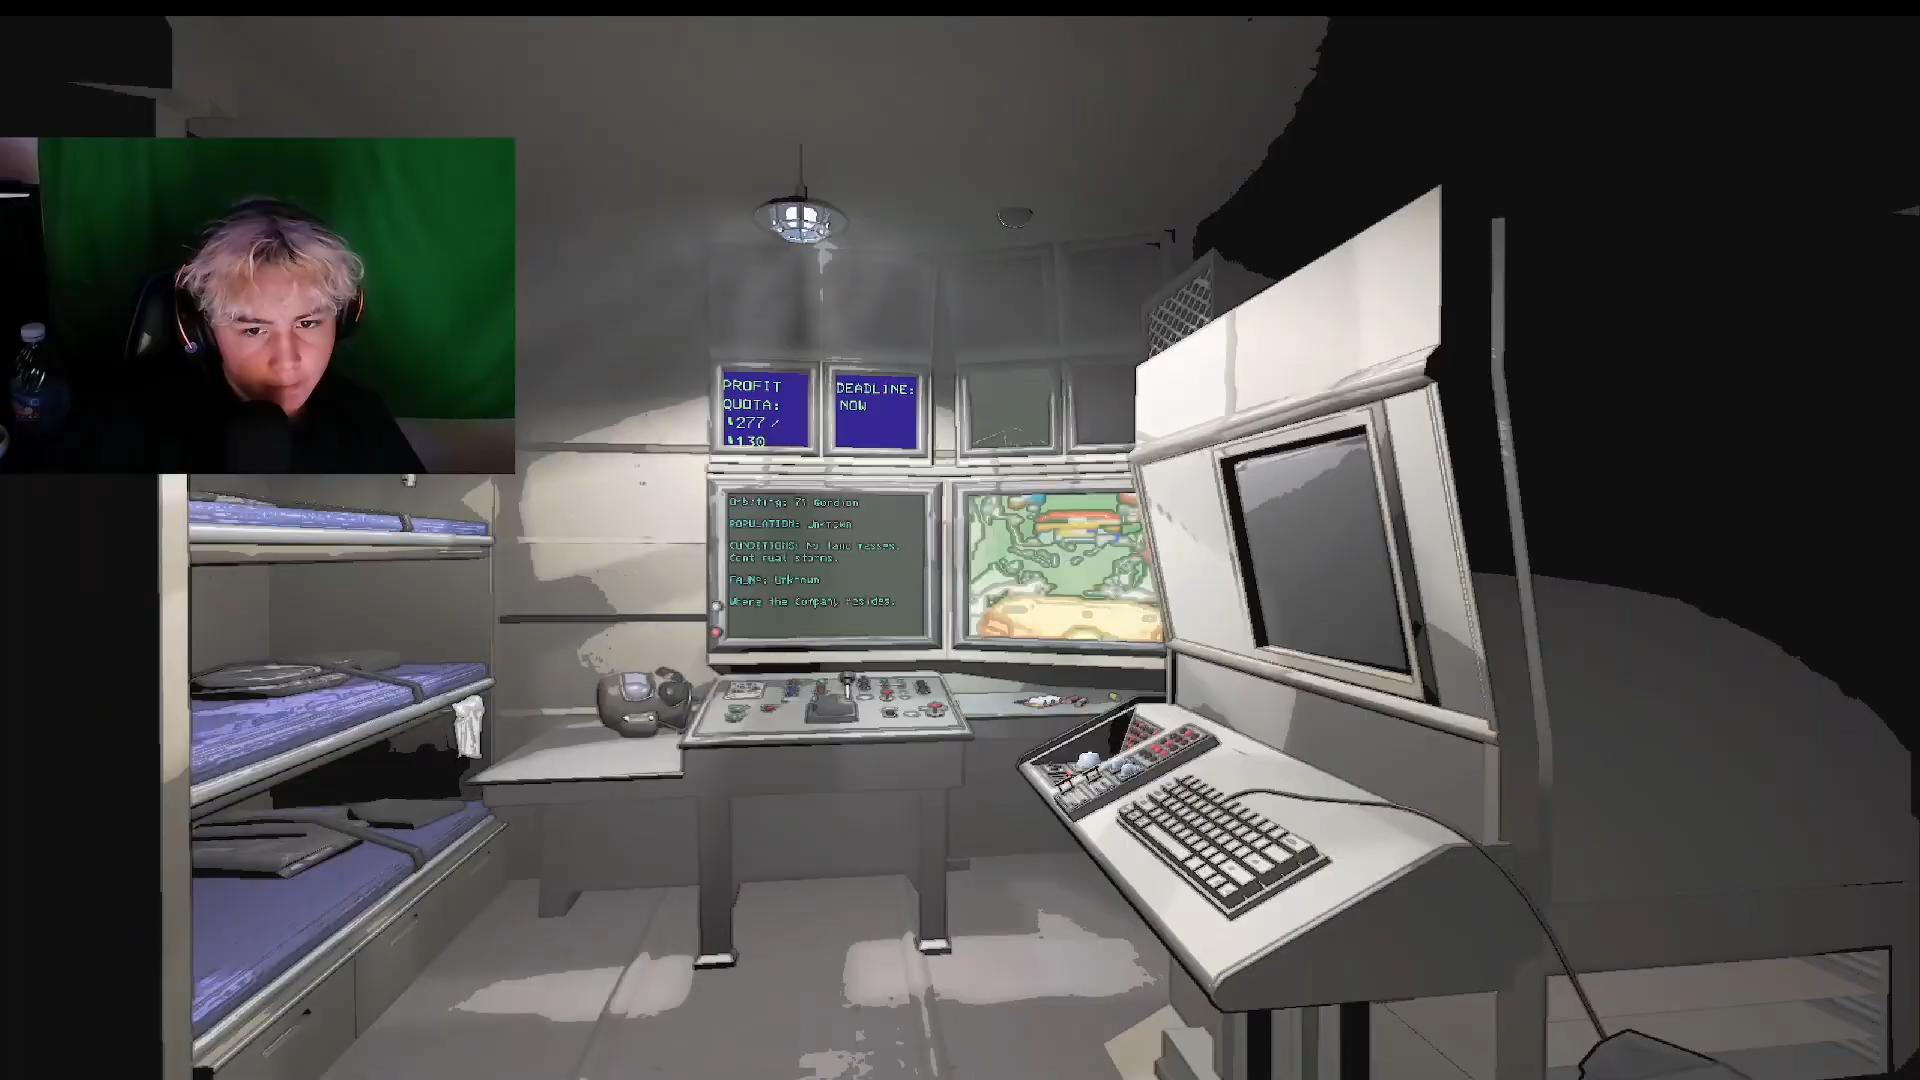 PROFIT
QUOTA:
277 /
130
DEADLINE:
NOW
Orbiting: 71 Gordion
POPULATION: Unknown
CONDITIONS: No land masses.
Continual storms.
FAUNA: Unknown
Where the Company resides.